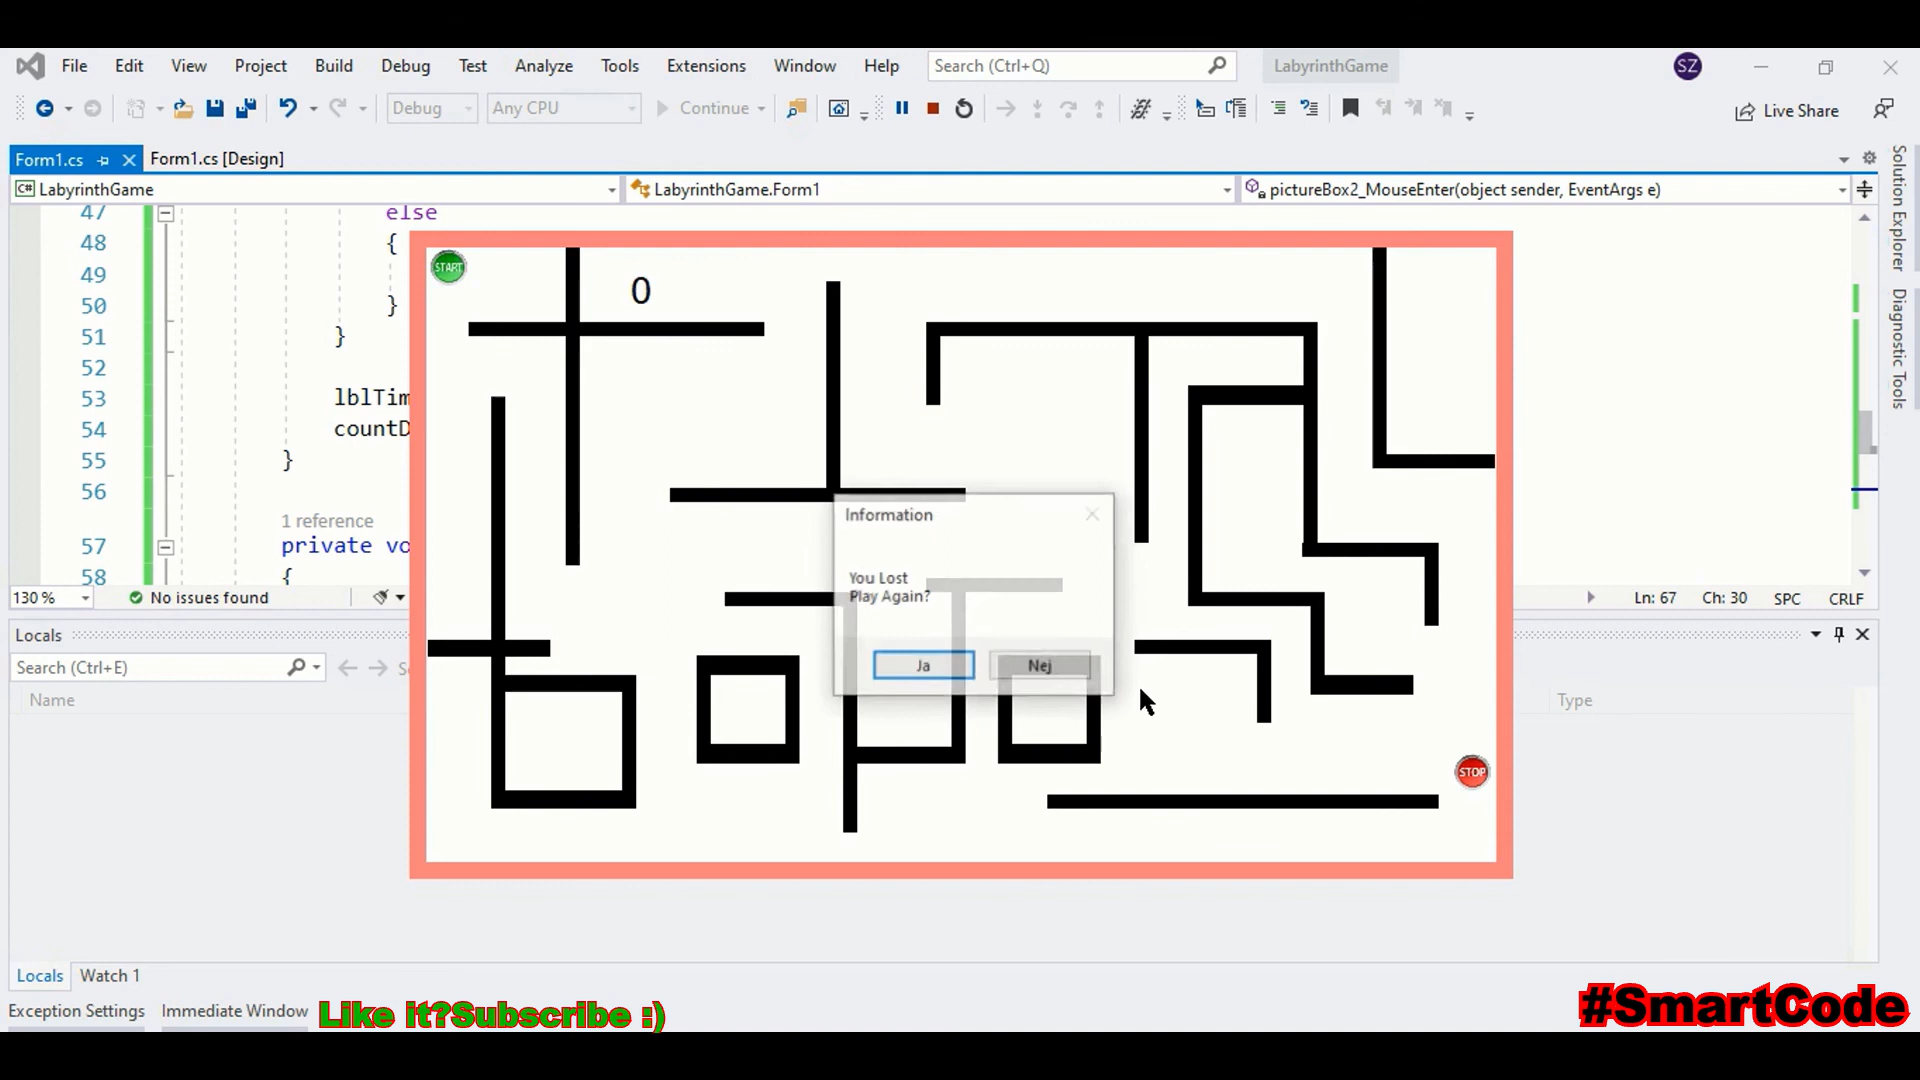 File Edit View Project Build Debug Test Analyze Tools Extensions Window Help Search (Ctrl+Q) LabyrinthGame SZ
Debug Any CPU Continue Live Share
Form1.cs Form1.cs [Design]
C# LabyrinthGame LabyrinthGame.Form1 pictureBox2_MouseEnter(object sender, EventArgs e)
Solution Explorer
Diagnostic Tools
47 else
48 {
49
50 }
51 }
52
53 lblTim
54 countD
55 }
56
1 reference
57 private vo
58 {
START
0
Information
You Lost
Play Again?
Ja Nej
STOP
130 % No issues found Ln: 67 Ch: 30 SPC CRLF
Locals
Search (Ctrl+E)
Name Type
Locals Watch 1
Exception Settings Immediate Window
Like it?Subscribe :)
#SmartCode